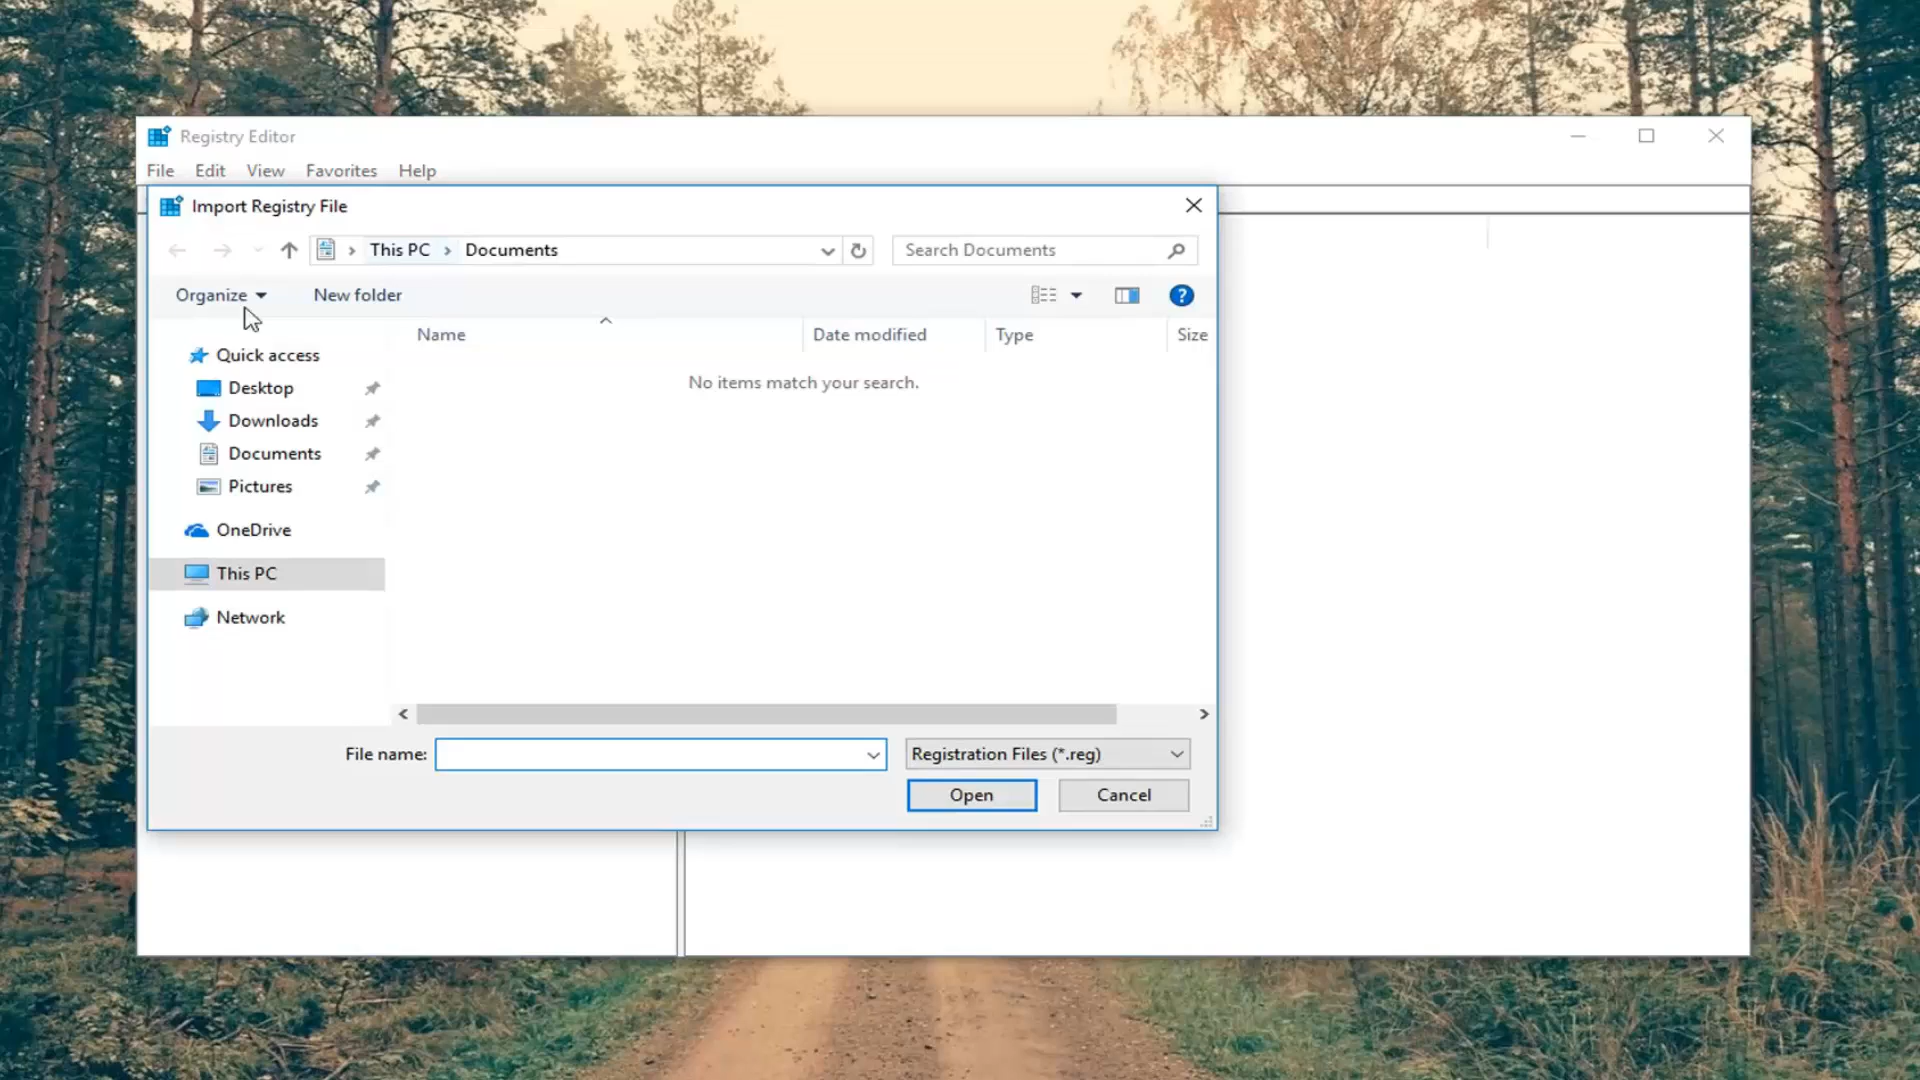 Registry Editor
File Edit View Favorites Help
Import Registry File
This PC Documents
Search Documents
Organize New folder
?
Name Date modified Type Size
No items match your search.
Quick access
Desktop
Downloads
Documents
Pictures
OneDrive
This PC
Network
File name:
Registration Files (*.reg)
Open Cancel